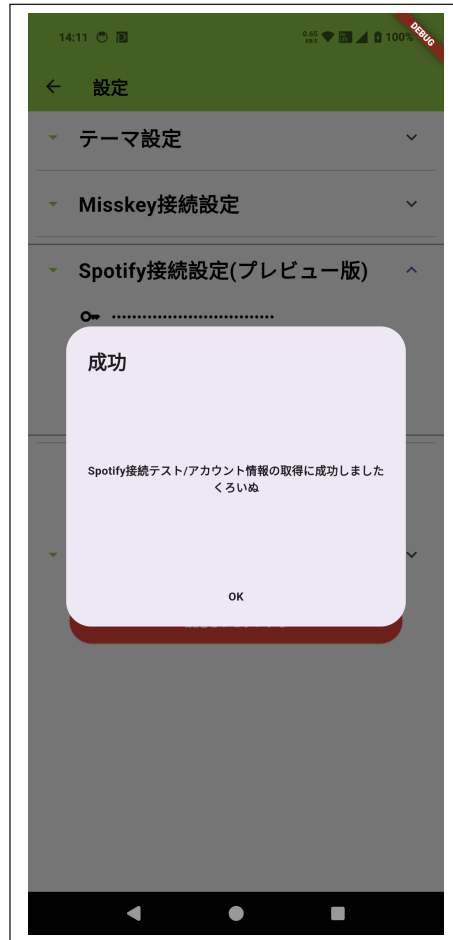 14:11
0.65
KB/S
100%
DEBUG
設定
テーマ設定
Misskey接続設定
Spotify接続設定(プレビュー版)
成功
Spotify接続テスト/アカウント情報の取得に成功しました
くろいぬ
OK